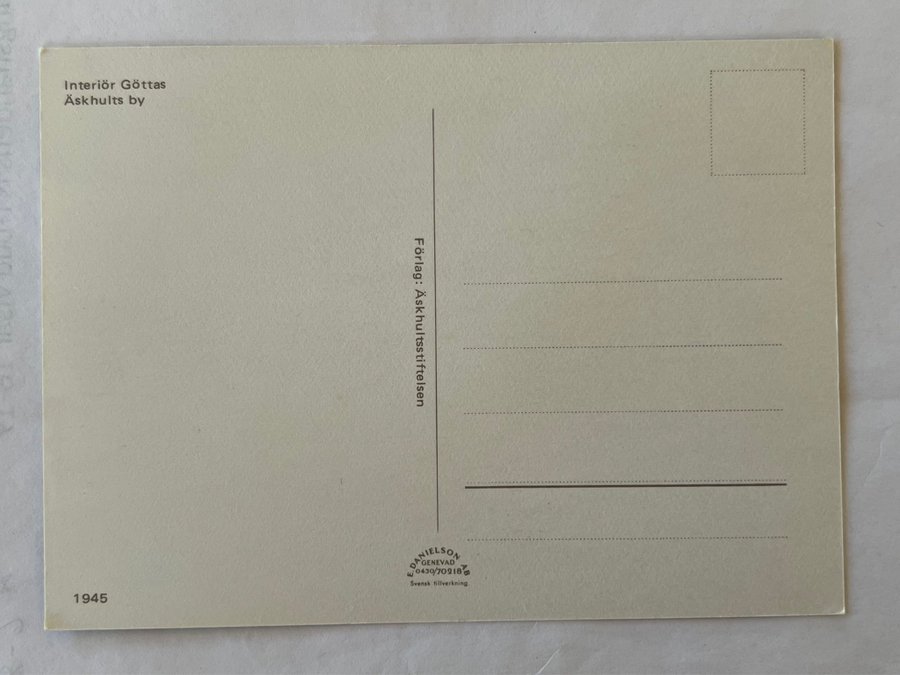 Interiör Göttas
Äskhults by
Förlag: Äskhultsstiftelsen
E. DANIELSON AB
GENEVAD
0430/70218
Svensk tillverkning.
1945